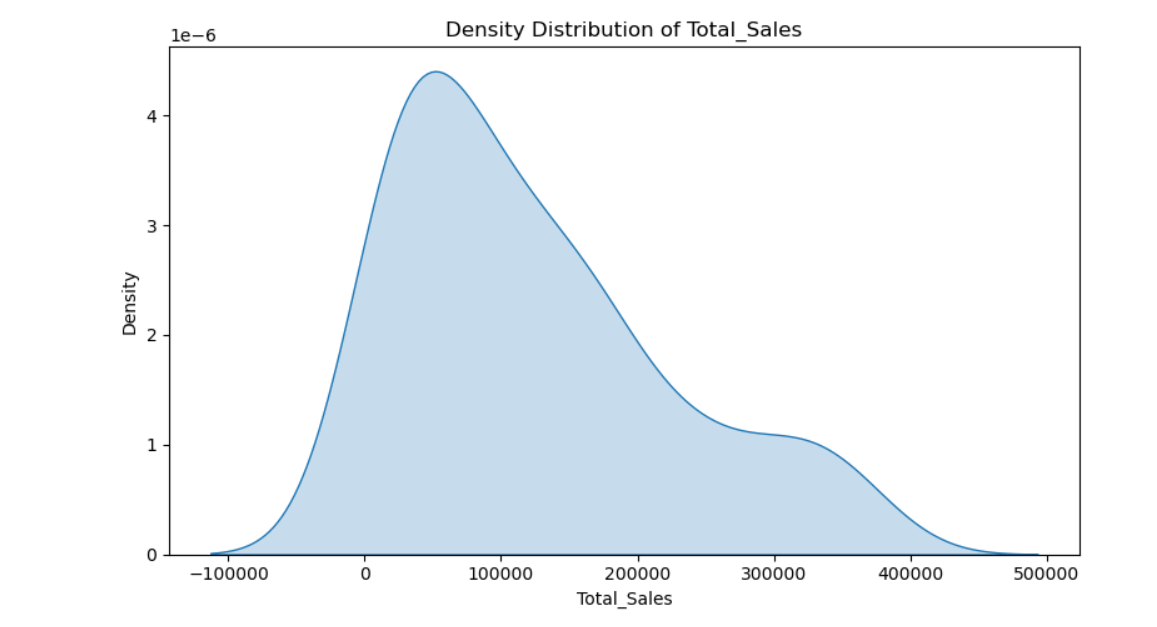 Density Distribution of Total_Sales
1e−6
4
3
2
1
0
Density
−100000 0 100000 200000 300000 400000 500000
Total_Sales